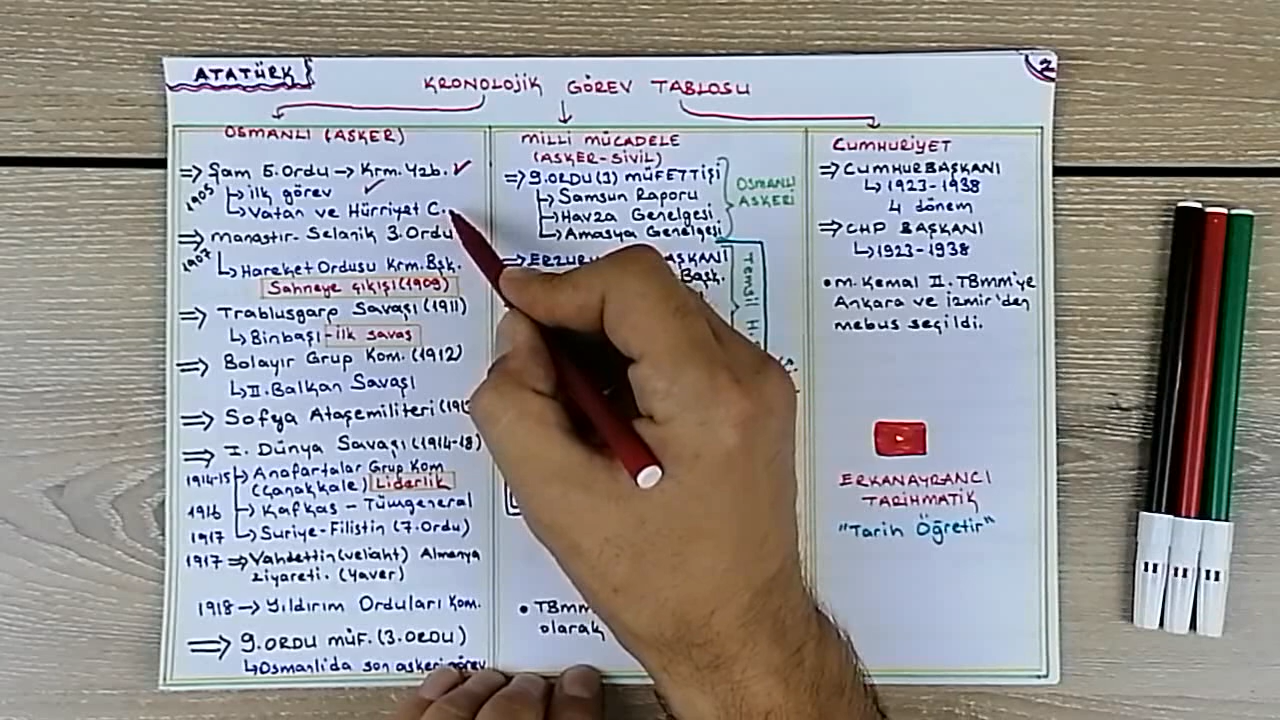 ATATÜRK
2
KRONOLOJİK GÖREV TABLOSU
OSMANLI (ASKER)
⇒ Şam 5.Ordu → Krm. Yzb. ✓
1905
↳ ilk görev ✓
↳ Vatan ve Hürriyet C.
⇒ Manastır-Selanik 3.Ordu
1907
↳ Hareket Ordusu Krm.Bşk.
Sahneye çıkışı (1909)
⇒ Trablusgarp Savaşı (1911)
↳ Binbaşı - ilk savaş
⇒ Bolayır Grup Kom. (1912)
↳ II. Balkan Savaşı
⇒ Sofya Ataşemiliteri
⇒ I. Dünya Savaşı (1914-18)
1914-15 → Anafartalar Grup Kom
(Çanakkale) Liderlik
1916 → Kafkas - Tümgeneral
1917 ↳ Suriye-Filistin (7.Ordu)
1917 ⇒ Vahdettin (veliaht) Almanya
ziyareti. (Yaver)
1918 → Yıldırım Orduları Kom.
⇒ 9.ORDU MÜF. (3.ORDU)
↳ Osmanlı'da son askeri görev
MİLLİ MÜCADELE
(ASKER-SİVİL)
⇒ 9.ORDU (3) MÜFETTİŞİ
↳ Samsun Raporu
↳ Havza Genelgesi
↳ Amasya Genelgesi
OSMANLI
ASKERİ
Başk.
Temsil H.
• TBMM
olarak
CUMHURİYET
⇒ CUMHURBAŞKANI
↳ 1923-1938
4 dönem
⇒ CHP BAŞKANI
↳ 1923-1938
• M. Kemal II. TBMM'ye
Ankara ve İzmir'den
mebus seçildi.
ERKANAYRANCI
TARİHMATİK
"Tarih Öğretir"